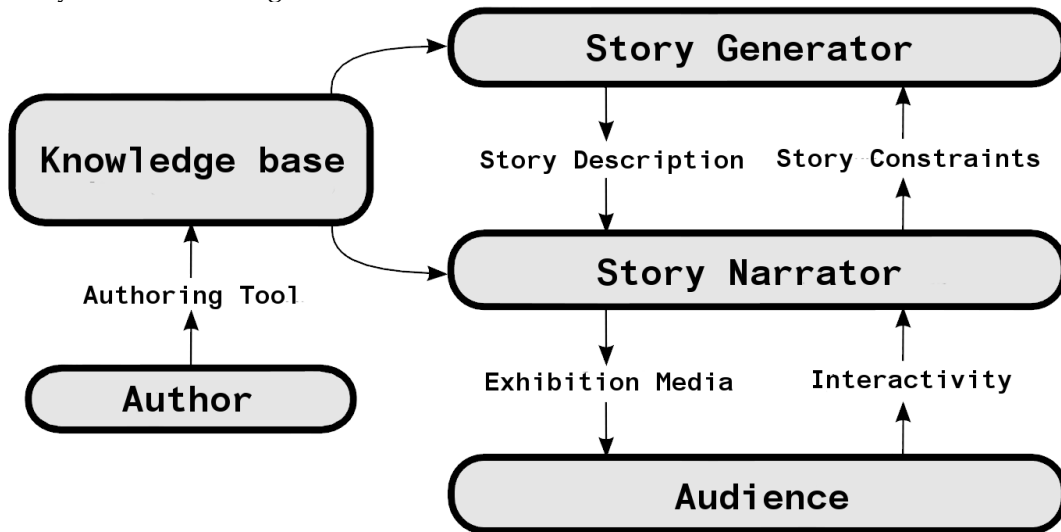 Story Generator
Knowledge base
Story Description
Story Constraints
Story Narrator
Authoring Tool
Author
Exhibition Media
Interactivity
Audience